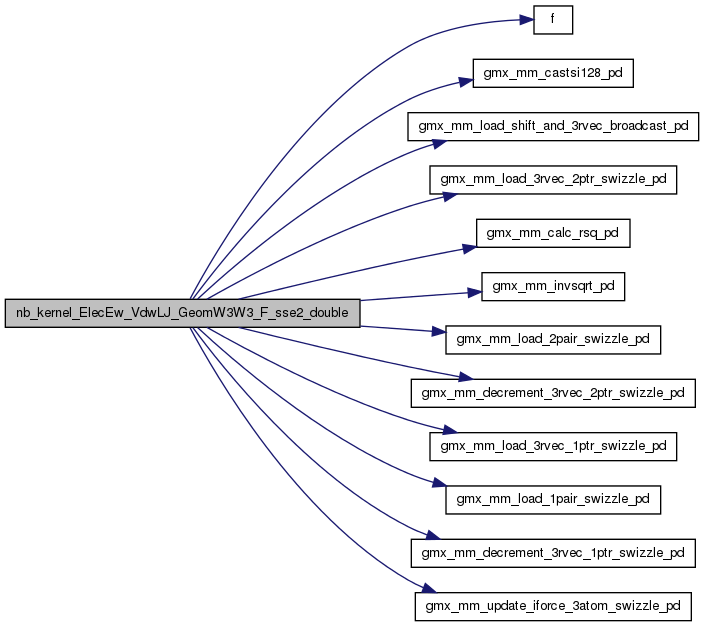 f
gmx_mm_castsi128_pd
gmx_mm_load_shift_and_3rvec_broadcast_pd
gmx_mm_load_3rvec_2ptr_swizzle_pd
gmx_mm_calc_rsq_pd
gmx_mm_invsqrt_pd
nb_kernel_ElecEw_VdwLJ_GeomW3W3_F_sse2_double
gmx_mm_load_2pair_swizzle_pd
gmx_mm_decrement_3rvec_2ptr_swizzle_pd
gmx_mm_load_3rvec_1ptr_swizzle_pd
gmx_mm_load_1pair_swizzle_pd
gmx_mm_decrement_3rvec_1ptr_swizzle_pd
gmx_mm_update_iforce_3atom_swizzle_pd